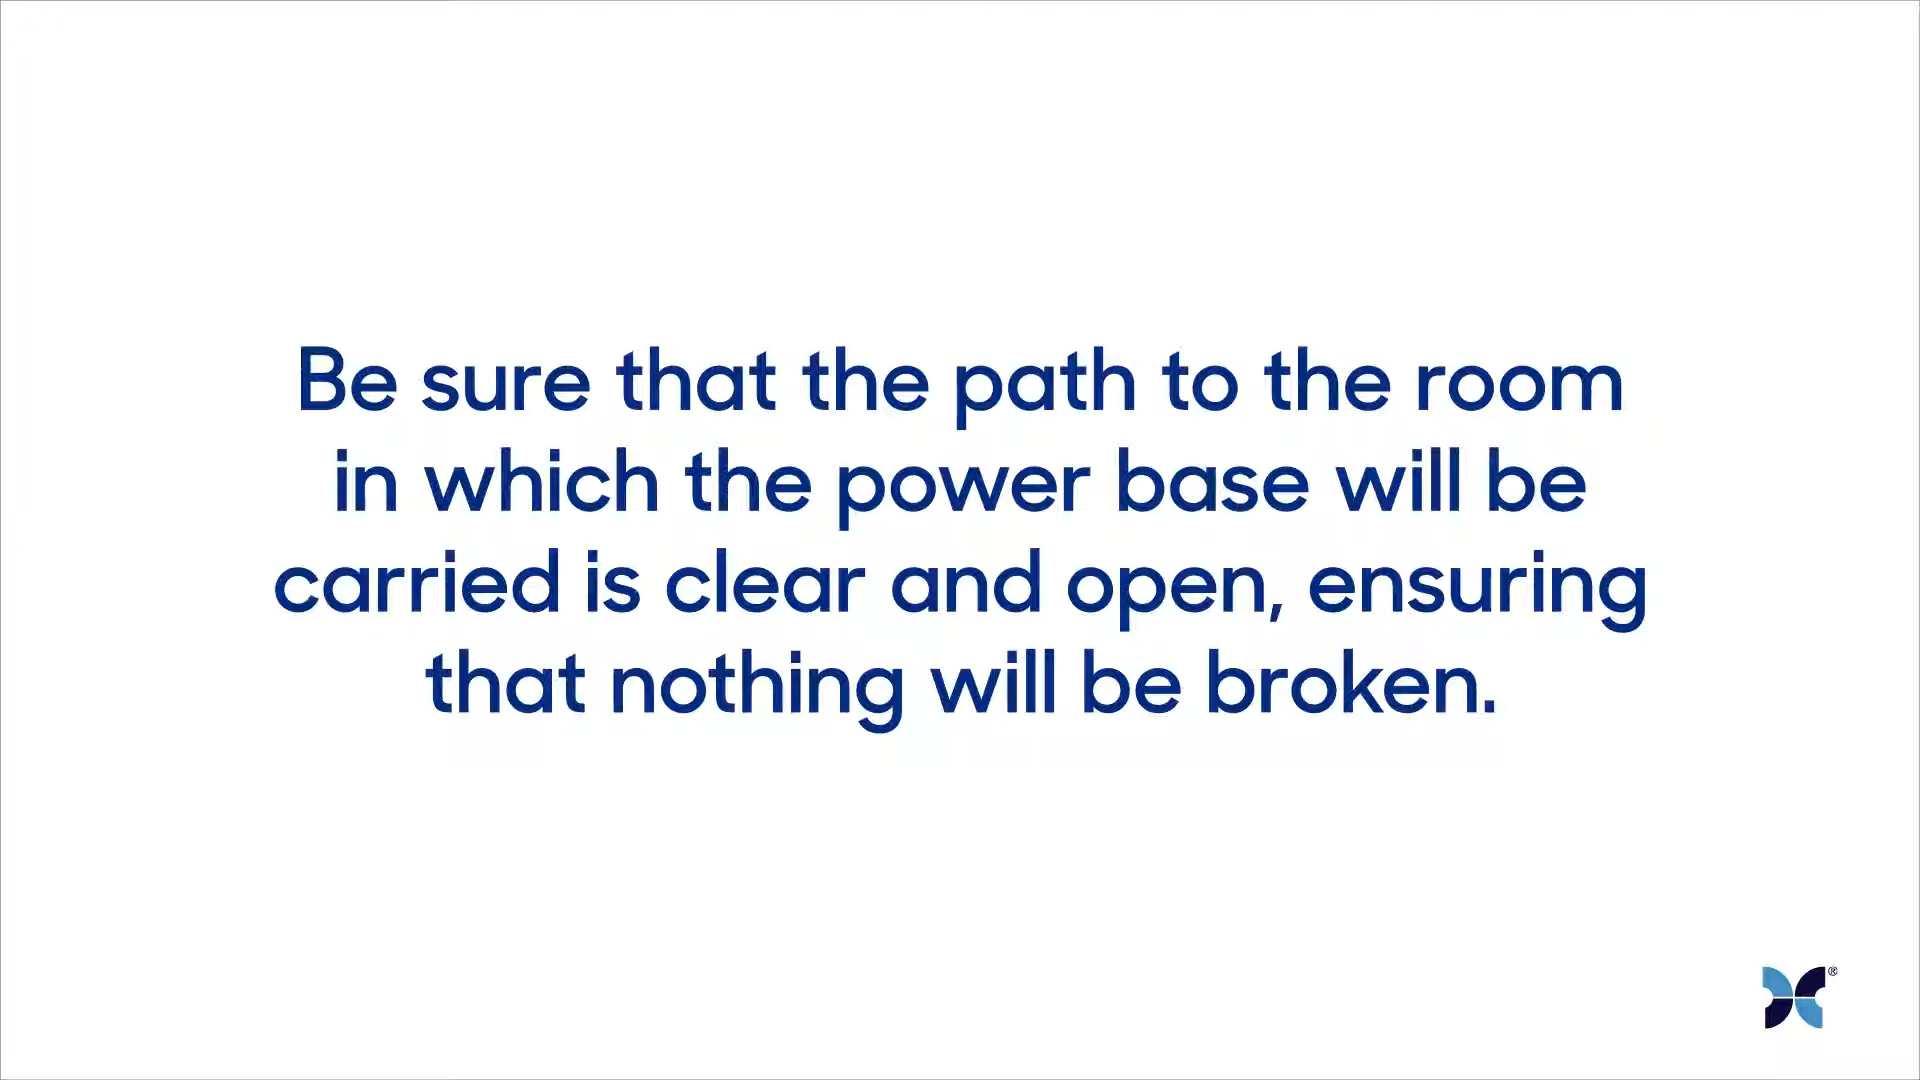 Be sure that the path to the room
in which the power base will be
carried is clear and open, ensuring
that nothing will be broken.
®